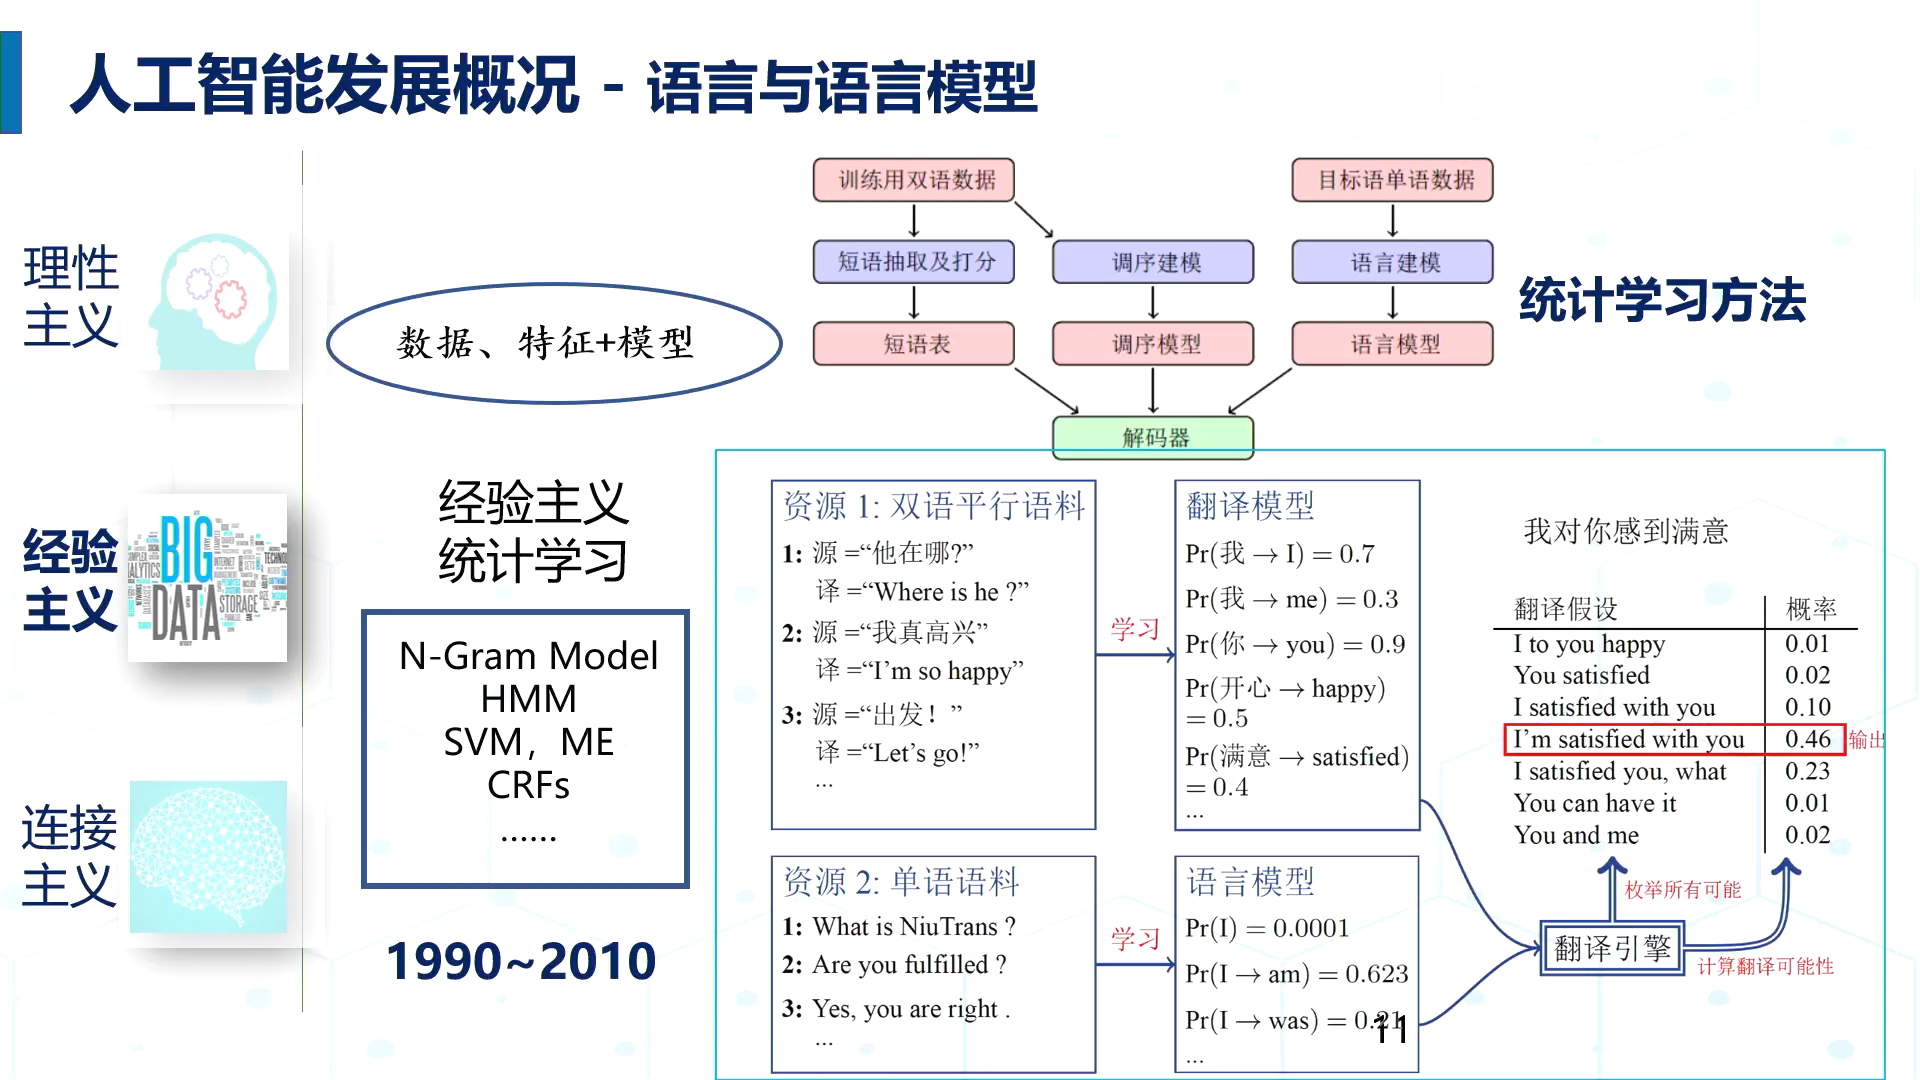 人工智能发展概况 - 语言与语言模型
理性
主义
经验
主义
BIG
DATA
STORAGE
连接
主义
数据、特征+模型
经验主义
统计学习
N-Gram Model
HMM
SVM，ME
CRFs
……
1990~2010
训练用双语数据
目标语单语数据
短语抽取及打分
调序建模
语言建模
短语表
调序模型
语言模型
解码器
统计学习方法
资源 1: 双语平行语料
1: 源 =“他在哪?”
译 =“Where is he ?”
2: 源 =“我真高兴”
译 =“I’m so happy”
3: 源 =“出发！”
译 =“Let’s go!”
...
学习
翻译模型
Pr(我 → I) = 0.7
Pr(我 → me) = 0.3
Pr(你 → you) = 0.9
Pr(开心 → happy)
= 0.5
Pr(满意 → satisfied)
= 0.4
...
资源 2: 单语语料
1: What is NiuTrans ?
2: Are you fulfilled ?
3: Yes, you are right .
...
学习
语言模型
Pr(I) = 0.0001
Pr(I → am) = 0.623
Pr(I → was) = 0.21
...
我对你感到满意
翻译假设 概率
I to you happy 0.01
You satisfied 0.02
I satisfied with you 0.10
I’m satisfied with you 0.46 输出
I satisfied you, what 0.23
You can have it 0.01
You and me 0.02
枚举所有可能
翻译引擎
计算翻译可能性
11